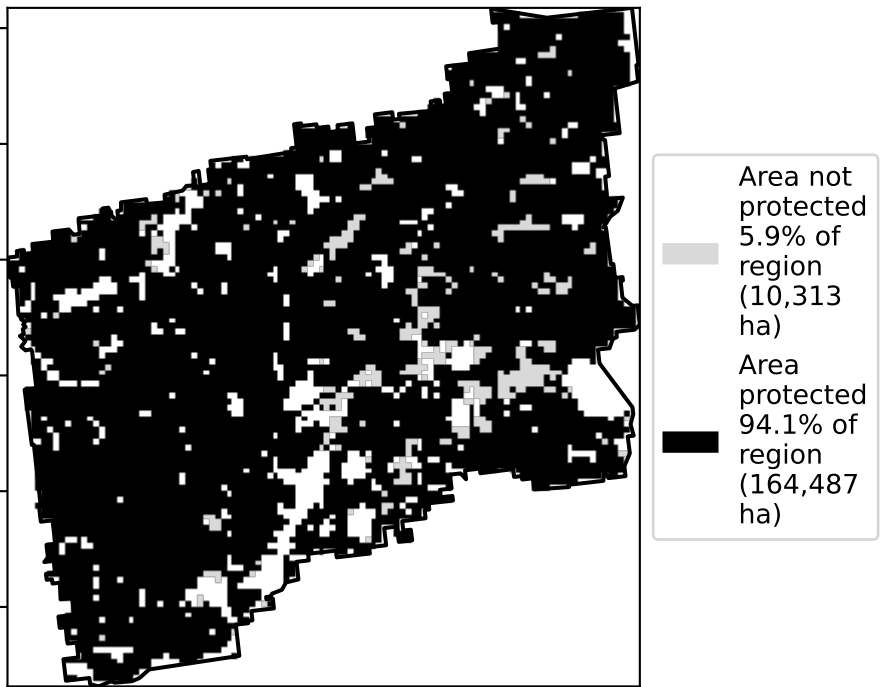 Area not
protected
5.9% of
region
(10,313
ha)
Area
protected
94.1% of
region
(164,487
ha)